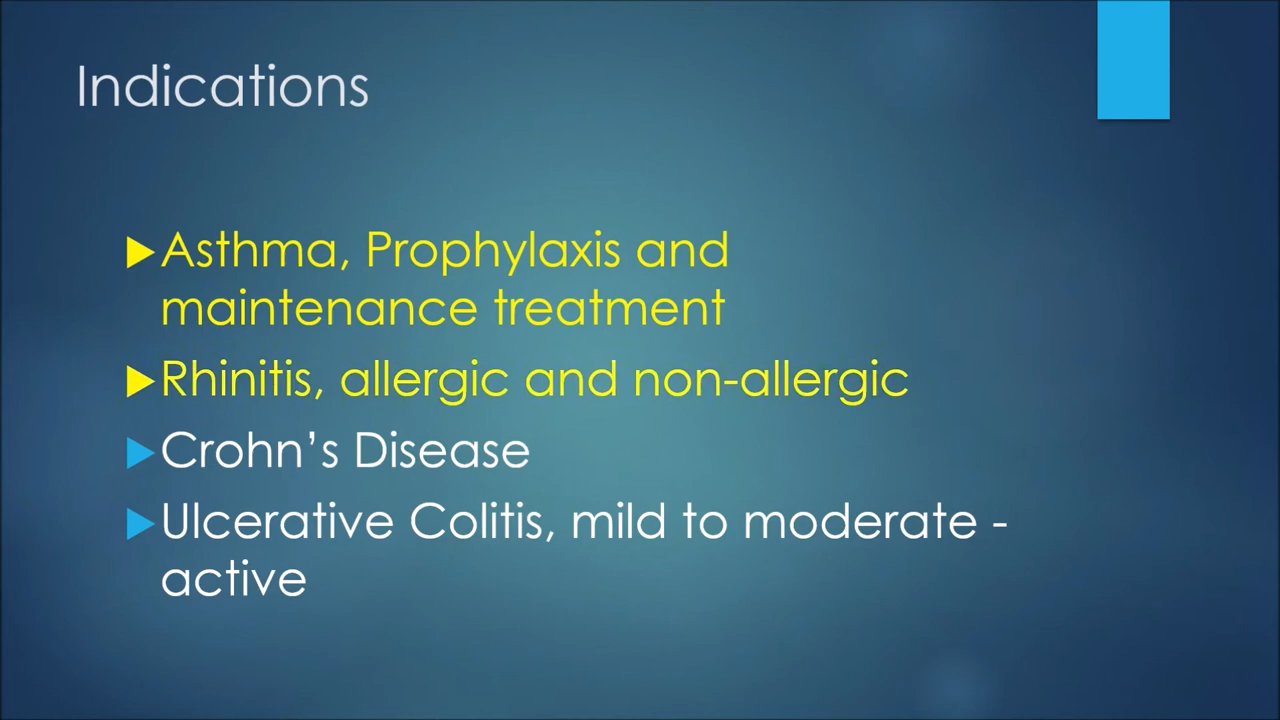 Indications
Asthma, Prophylaxis and
maintenance treatment
Rhinitis, allergic and non-allergic
Crohn’s Disease
Ulcerative Colitis, mild to moderate -
active